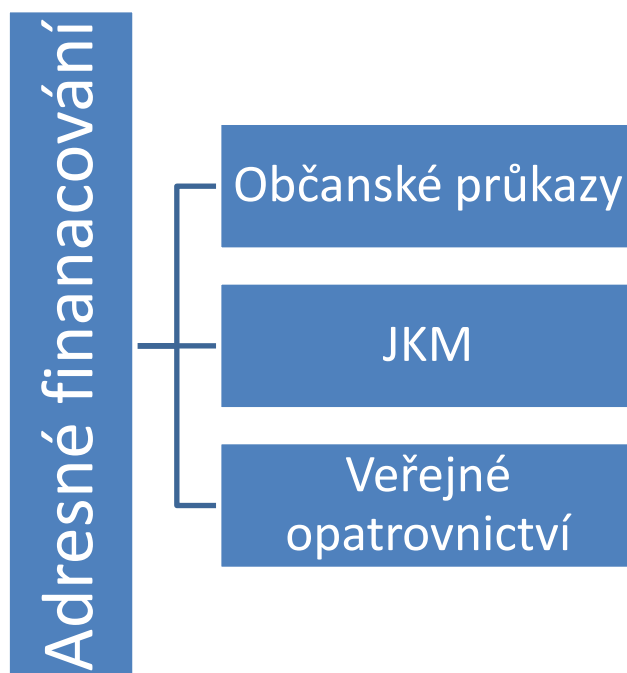 Adresné finanacování
Občanské průkazy
JKM
Veřejné
opatrovnictví